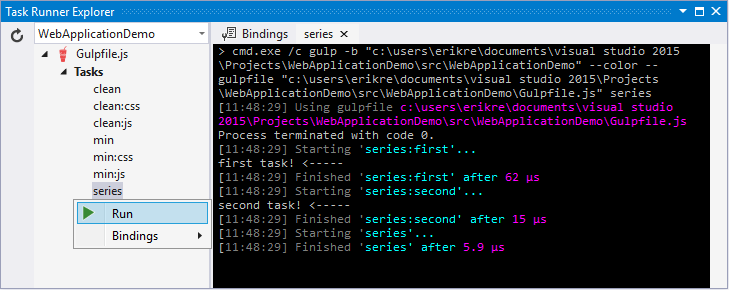 Task Runner Explorer
WebApplicationDemo
Gulpfile.js
Tasks
clean
clean:css
clean:js
min
min:css
min:js
series
Run
Bindings
Bindings
series
> cmd.exe /c gulp -b "c:\users\erikre\documents\visual studio 2015
\Projects\WebApplicationDemo\src\WebApplicationDemo" --color --
gulpfile "c:\users\erikre\documents\visual studio 2015\Projects
\WebApplicationDemo\src\WebApplicationDemo\Gulpfile.js" series
[11:48:29] Using gulpfile c:\users\erikre\documents\visual studio
2015\Projects\WebApplicationDemo\src\WebApplicationDemo\Gulpfile.js
Process terminated with code 0.
[11:48:29] Starting 'series:first'...
first task! <-----
[11:48:29] Finished 'series:first' after 62 μs
[11:48:29] Starting 'series:second'...
second task! <-----
[11:48:29] Finished 'series:second' after 15 μs
[11:48:29] Starting 'series'...
[11:48:29] Finished 'series' after 5.9 μs